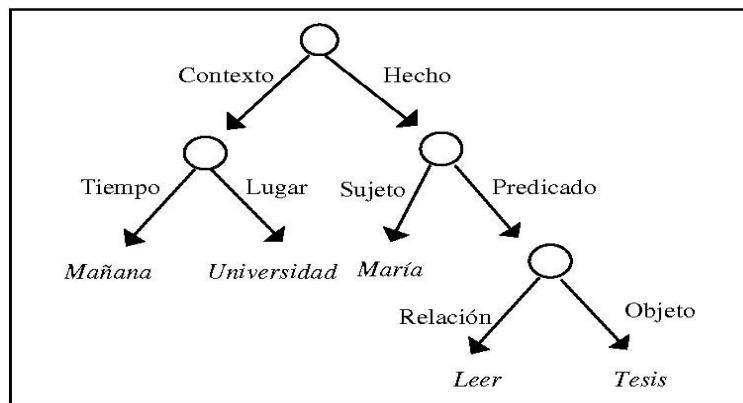 Contexto Hecho
Tiempo Lugar Sujeto Predicado
Mañana Universidad María
Relación Objeto
Leer Tesis